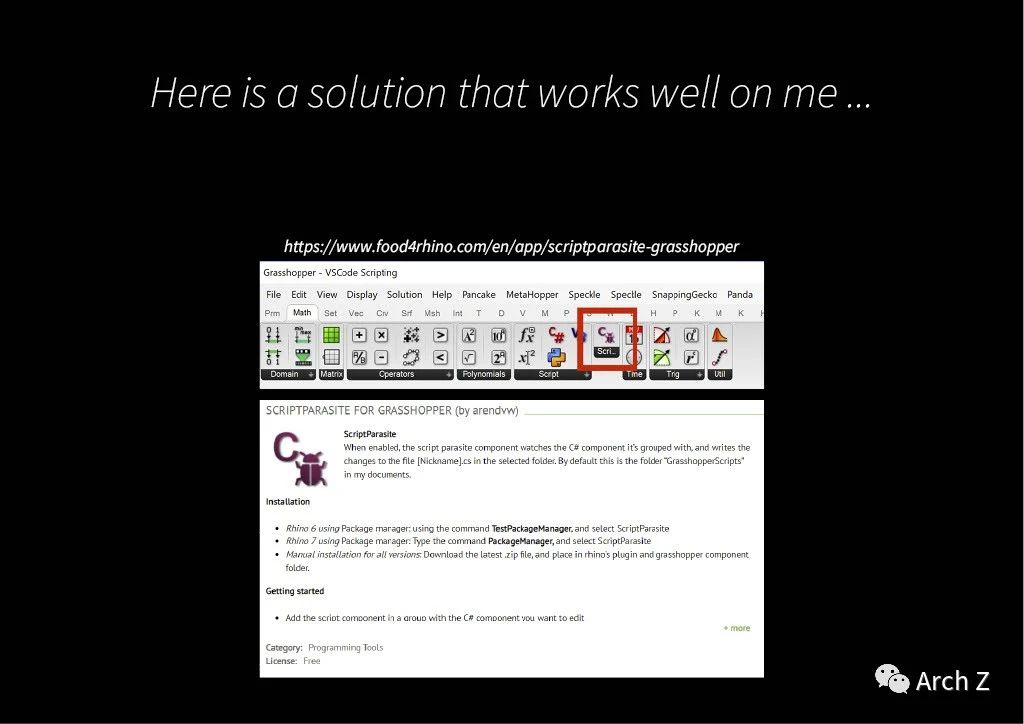 Here is a solution that works well on me ...
https://www.food4rhino.com/en/app/scriptparasite-grasshopper
Grasshopper - VSCode Scripting
File Edit View Display Solution Help Pancake MetaHopper Speckle Speckle SnappingGecko Panda
Prm Math Set Vec Crv Srf Msh Int T D V M P S W K H P K M K
Domain Matrix Operators Polynomials Script Scri... Time Trig Util
SCRIPTPARASITE FOR GRASSHOPPER (by arendvw)
ScriptParasite
When enabled, the script parasite component watches the C# component it's grouped with, and writes the
changes to the file [Nickname].cs in the selected folder. By default this is the folder "GrasshopperScripts"
in my documents.
Installation
• Rhino 6 using Package manager: using the command TestPackageManager, and select ScriptParasite
• Rhino 7 using Package manager: Type the command PackageManager, and select ScriptParasite
• Manual installation for all versions: Download the latest .zip file, and place in rhino's plugin and grasshopper component
folder.
Getting started
• Add the script component in a group with the C# component you want to edit
+ more
Category: Programming Tools
License: Free
Arch Z